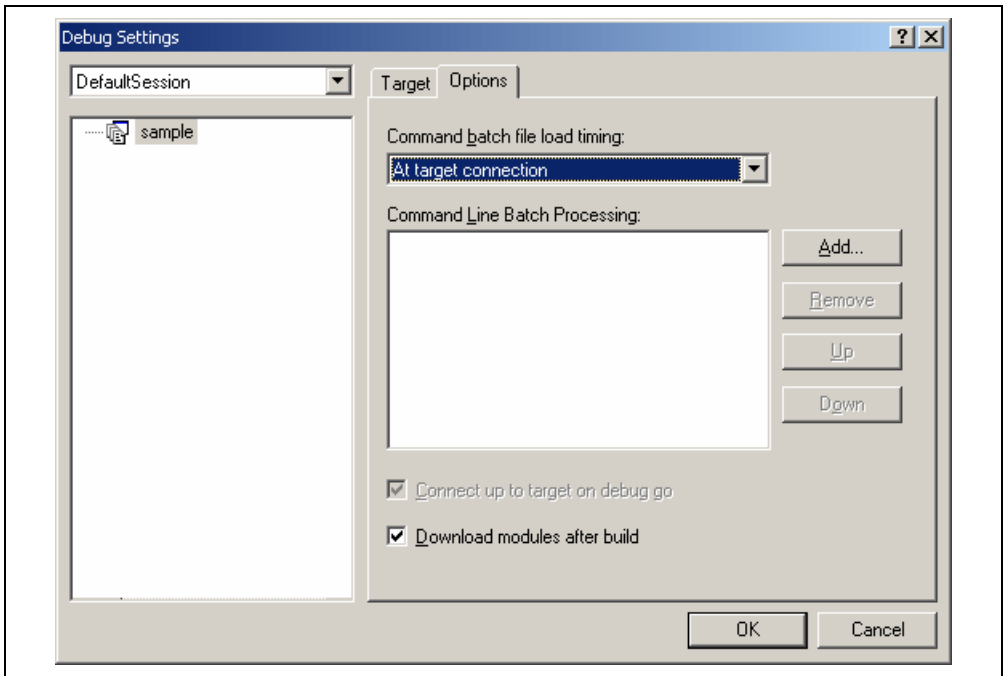 Debug Settings
DefaultSession
sample
Target
Options
Command batch file load timing:
At target connection
Command Line Batch Processing:
Add...
Remove
Up
Down
Connect up to target on debug go
Download modules after build
OK
Cancel